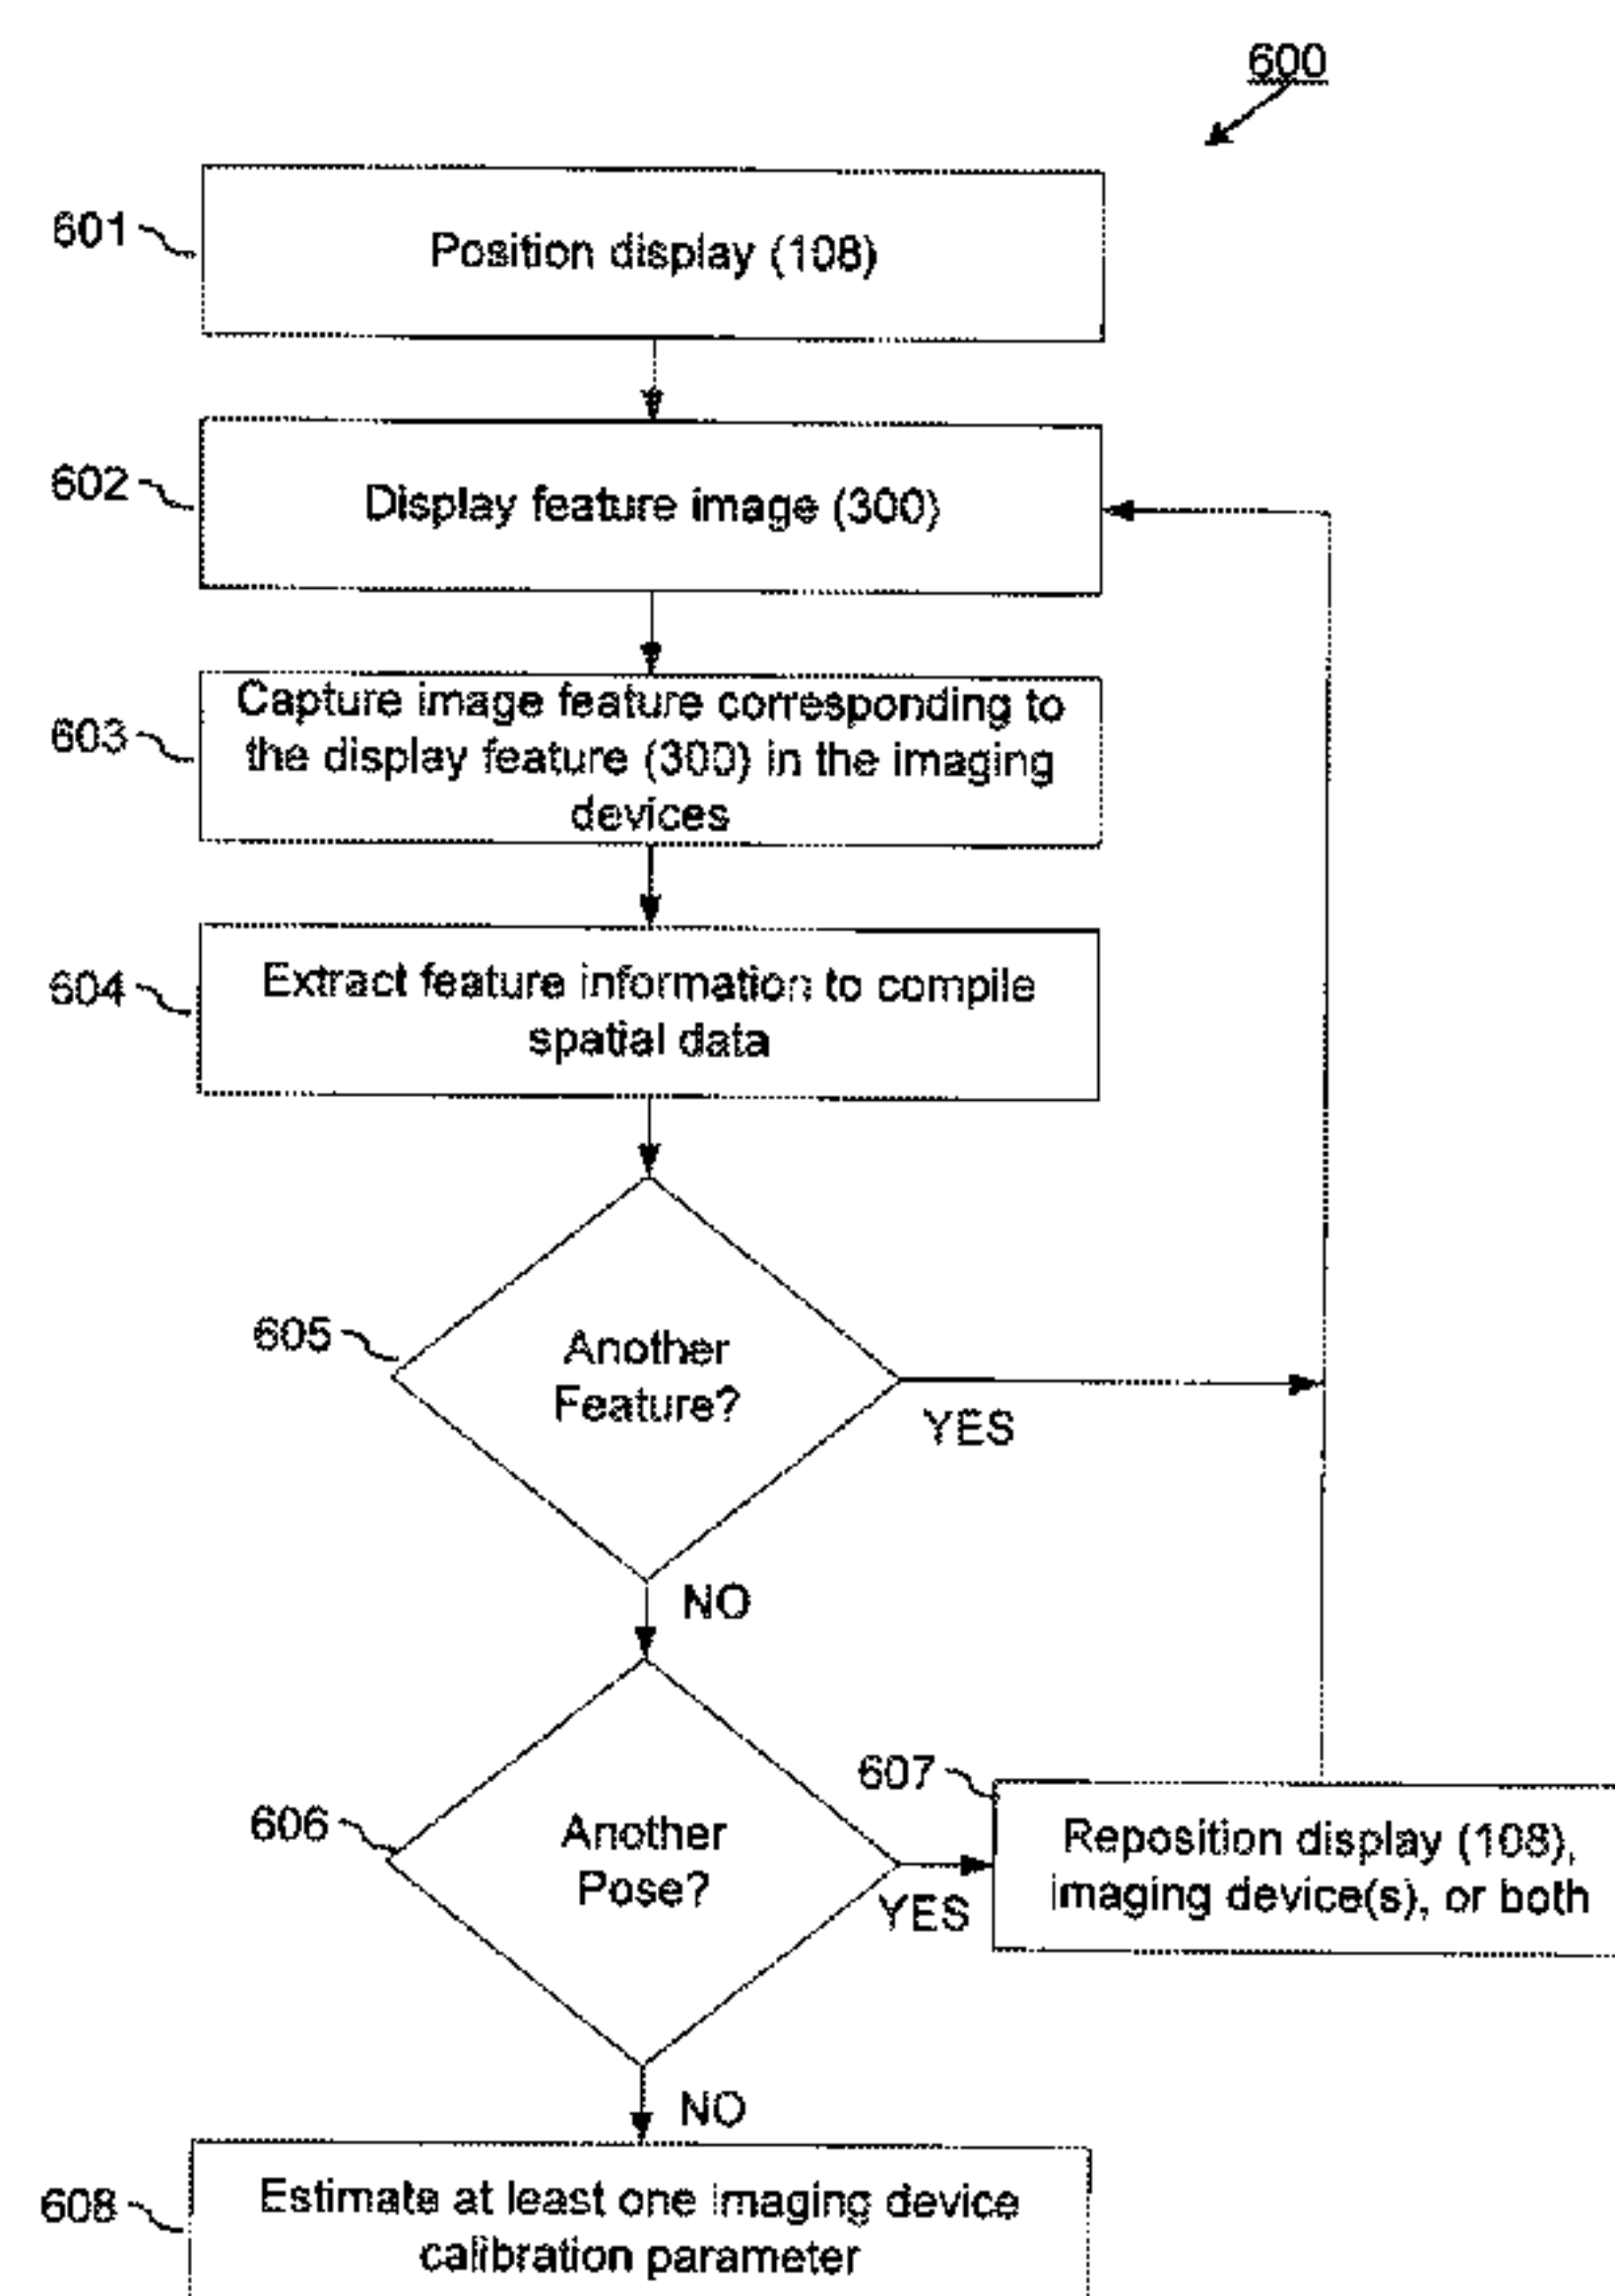 600
601
Position display (108)
602
Display feature image (300)
603
Capture image feature corresponding to
the display feature (300) in the imaging
devices
604
Extract feature information to compile
spatial data
605
Another
Feature?
YES
NO
606
Another
Pose?
YES
607
Reposition display (108),
imaging device(s), or both
NO
608
Estimate at least one imaging device
calibration parameter